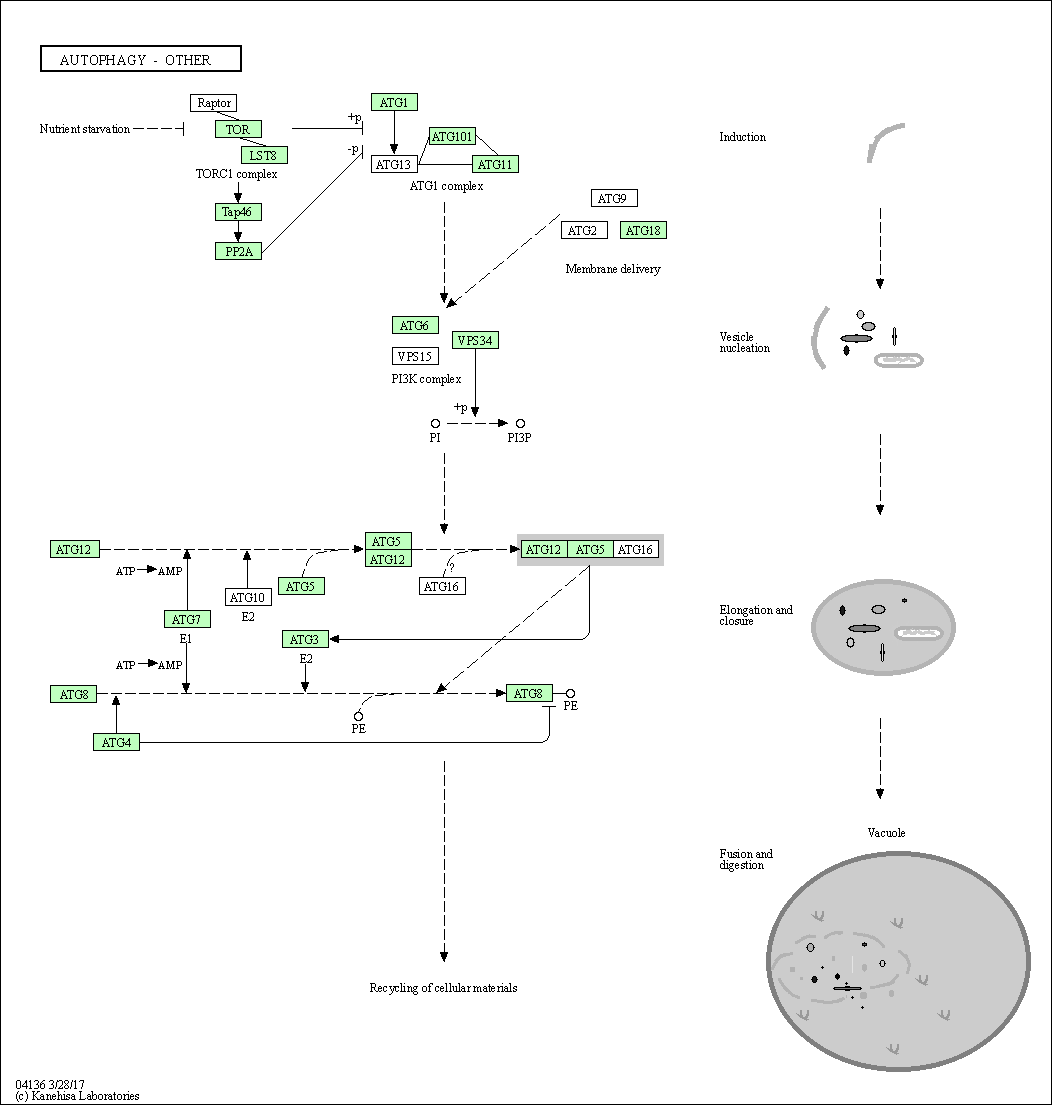 AUTOPHAGY - OTHER
Raptor
Nutrient starvation
TOR
LST8
TORC1 complex
Tap46
PP2A
+p
-p
ATG1
ATG101
ATG13
ATG11
ATG1 complex
ATG9
ATG2
ATG18
Membrane delivery
ATG6
VPS34
VPS15
PI3K complex
+p
PI
PI3P
ATG12
ATP
AMP
ATG7
E1
ATG10
E2
ATG5
ATG5
ATG12
?
ATG16
ATG12
ATG5
ATG16
ATG3
E2
ATP
AMP
ATG8
ATG4
PE
ATG8
PE
Recycling of cellular materials
Induction
Vesicle
nucleation
Elongation and
closure
Vacuole
Fusion and
digestion
04136 3/28/17
(c) Kanehisa Laboratories